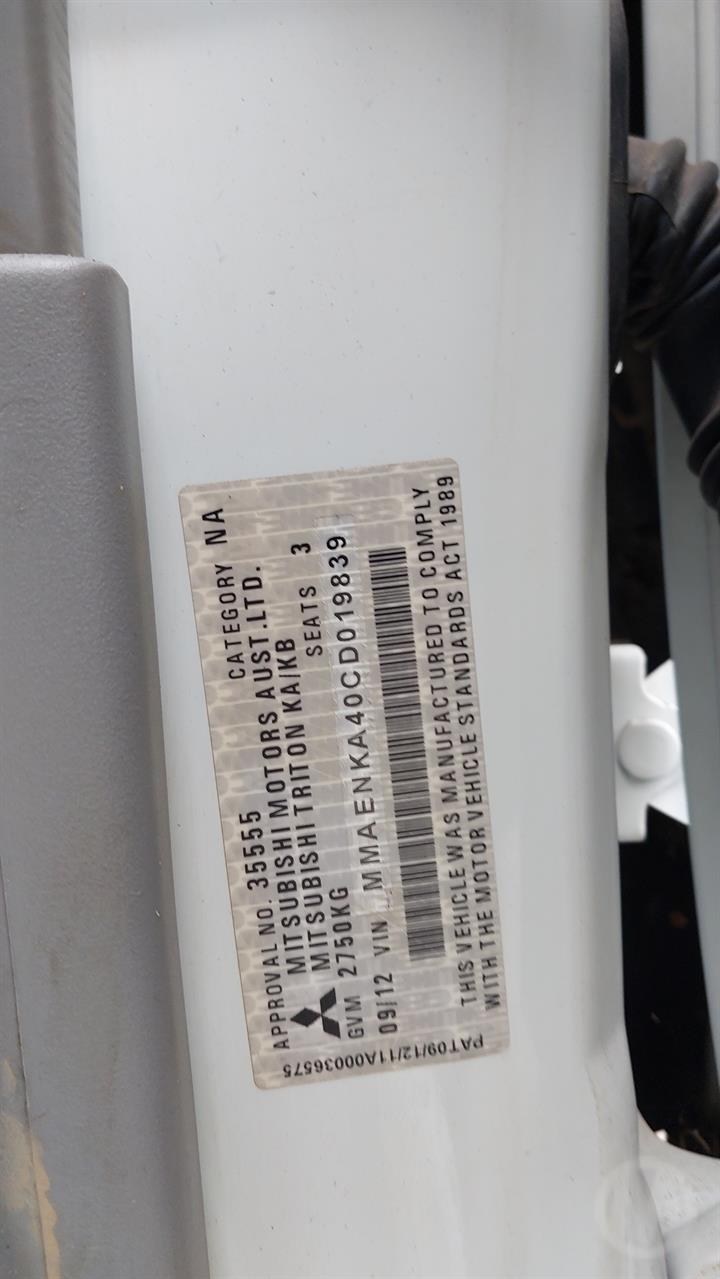 APPROVAL NO. 35555 CATEGORY NA
MITSUBISHI MOTORS AUST.LTD.
MITSUBISHI TRITON KA/KB
GVM 2750KG SEATS 3
09/12 VIN MMAENKA40CD019839
THIS VEHICLE WAS MANUFACTURED TO COMPLY
WITH THE MOTOR VEHICLE STANDARDS ACT 1989
PAT09/12/11A00036575